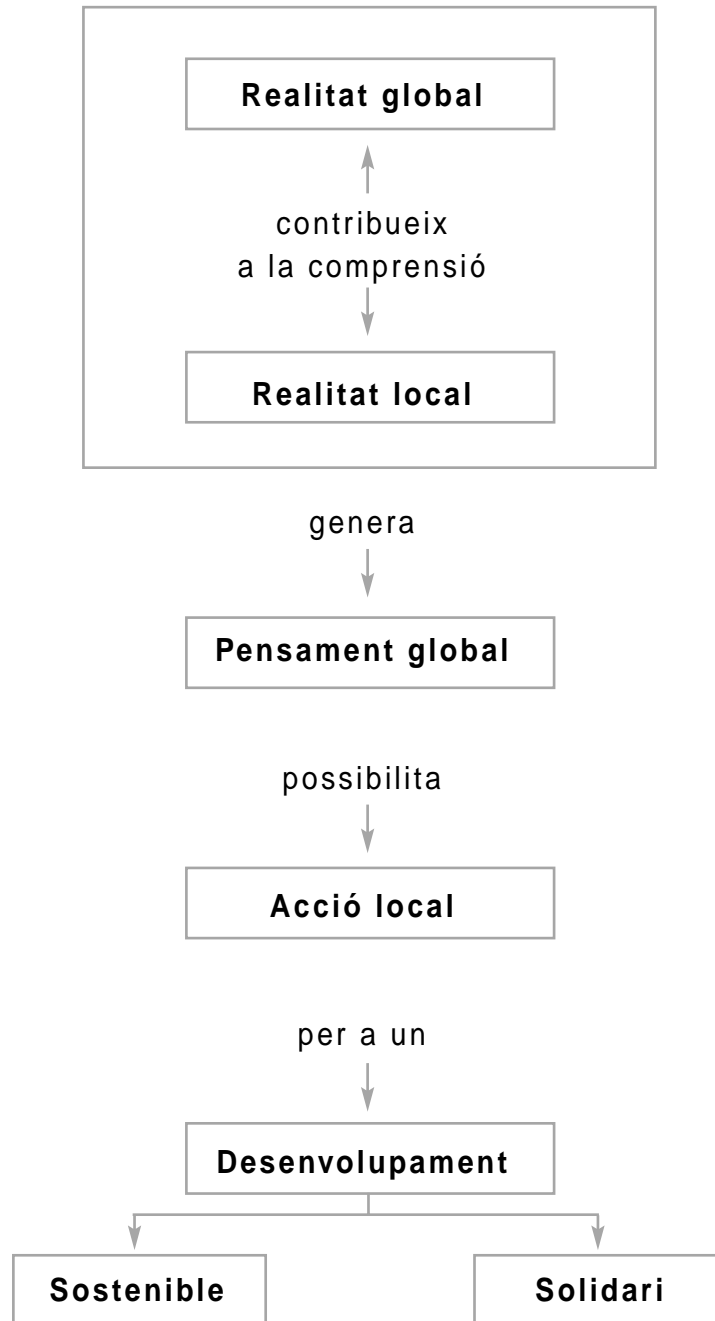 Realitat global
contribueix
a la comprensió
Realitat local
genera
Pensament global
possibilita
Acció local
per a un
Desenvolupament
Sostenible
Solidari